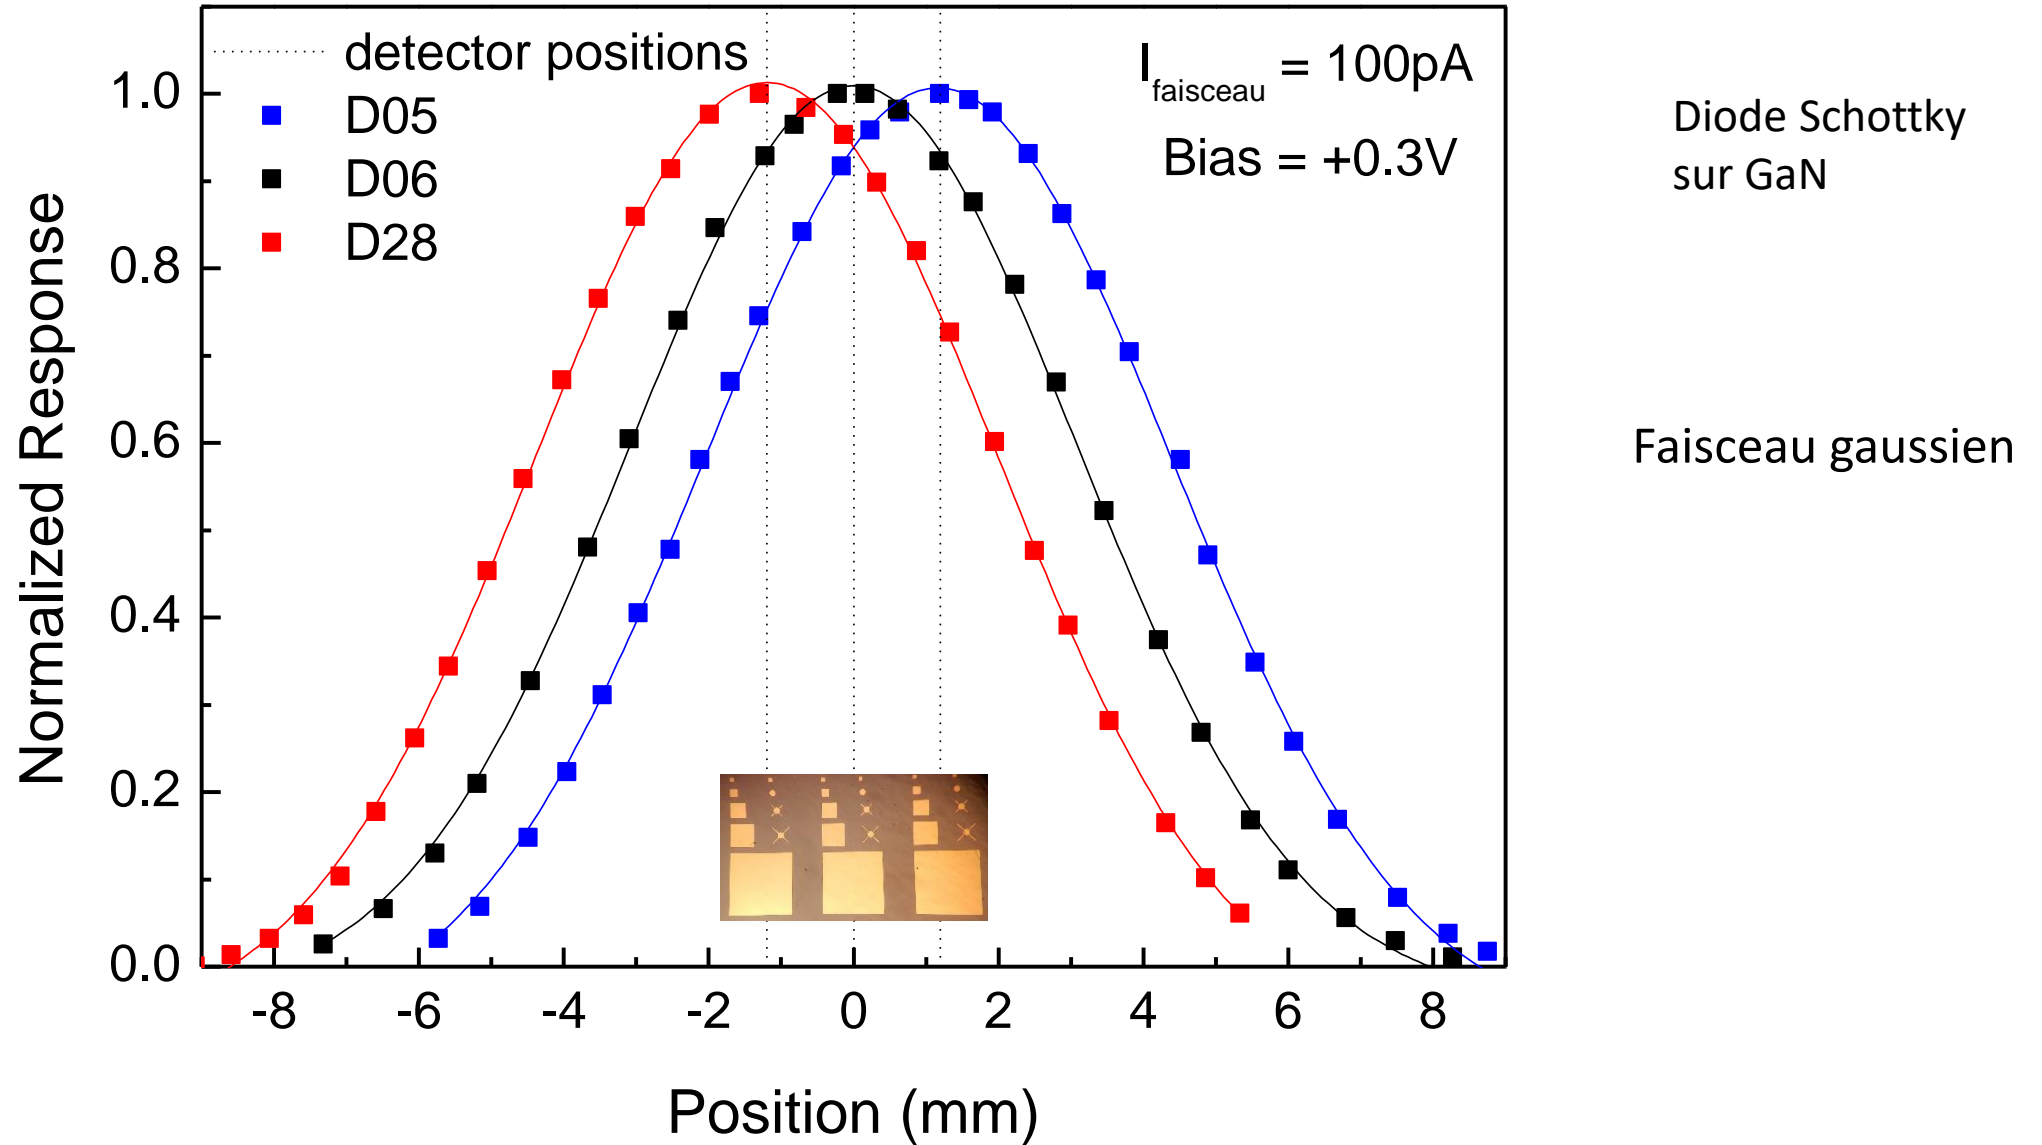 detector positions
D05
D06
D28
I faisceau = 100pA
Bias = +0.3V
Diode Schottky
sur GaN
Faisceau gaussien
Normalized Response
1.0
0.8
0.6
0.4
0.2
0.0
-8 -6 -4 -2 0 2 4 6 8
Position (mm)